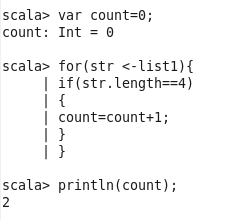 scala> var count=0;
count: Int = 0
scala> for(str <-list1){
| if(str.length==4)
| {
| count=count+1;
| }
| }
scala> println(count);
2